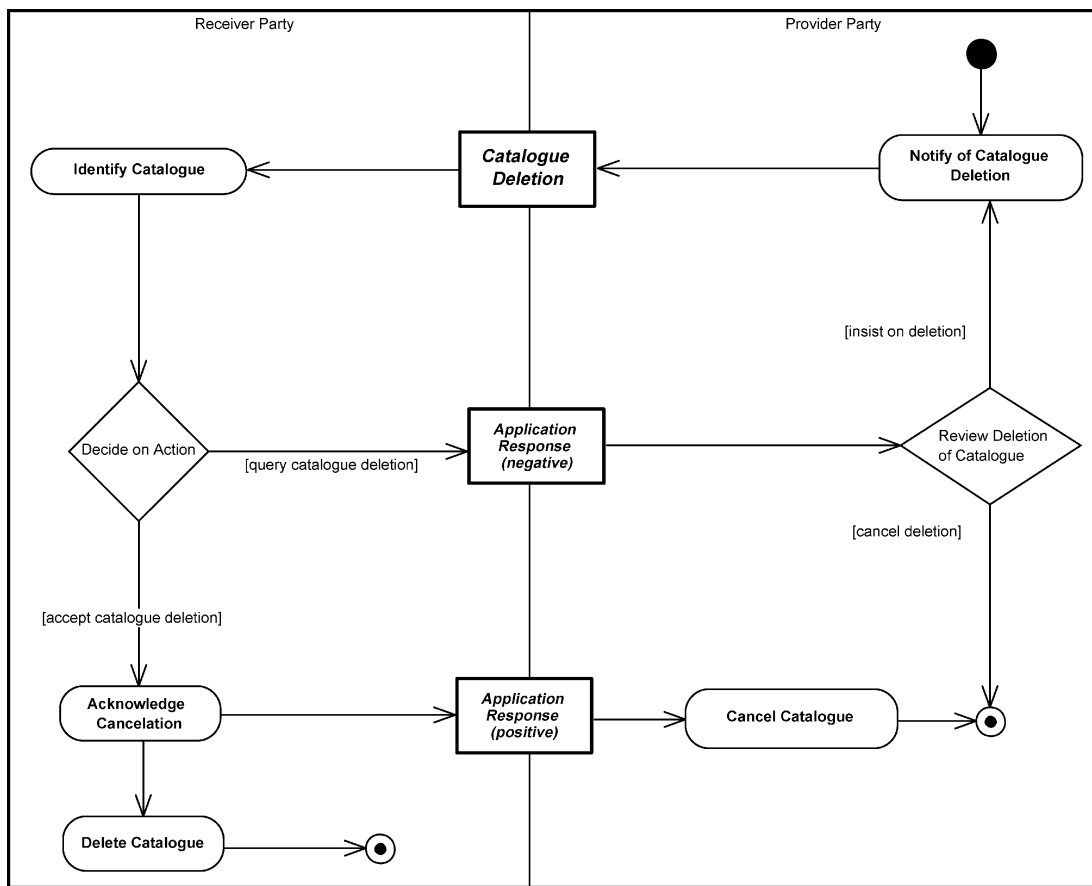 Receiver Party
Provider Party
Identify Catalogue
Catalogue
Deletion
Notify of Catalogue
Deletion
[insist on deletion]
Decide on Action
[query catalogue deletion]
Application
Response
(negative)
Review Deletion
of Catalogue
[cancel deletion]
[accept catalogue deletion]
Acknowledge
Cancelation
Application
Response
(positive)
Cancel Catalogue
Delete Catalogue